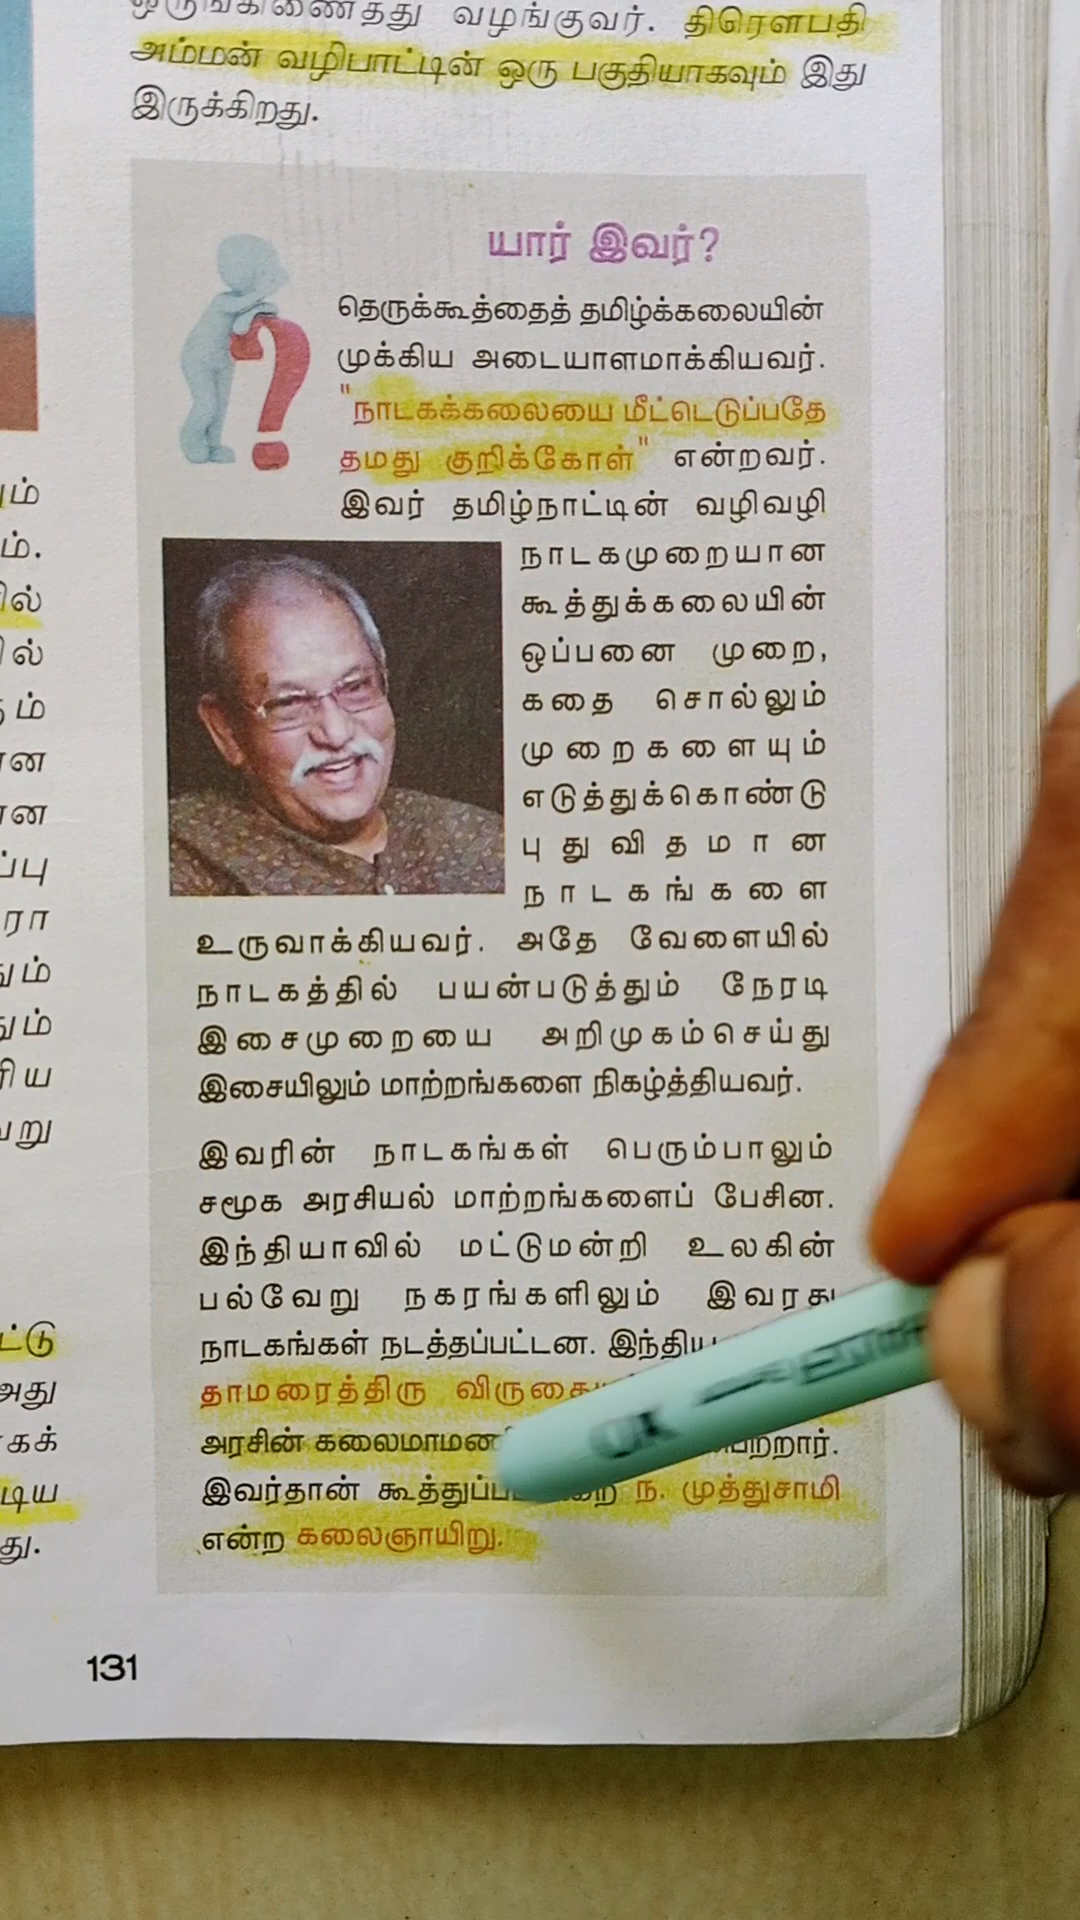 வழங்குவர். திரௌபதி
அம்மன் வழிபாட்டின் ஒரு பகுதியாகவும் இது
இருக்கிறது.
யார் இவர்?
தெருக்கூத்தைத் தமிழ்க்கலையின்
முக்கிய அடையாளமாக்கியவர்.
"நாடகக்கலையை மீட்டெடுப்பதே
தமது குறிக்கோள்" என்றவர்.
இவர் தமிழ்நாட்டின் வழிவழி
நாடகமுறையான
கூத்துக்கலையின்
ஒப்பனை முறை,
கதை சொல்லும்
முறைகளையும்
எடுத்துக்கொண்டு
புதுவிதமான
நாடகங்களை
உருவாக்கியவர். அதே வேளையில்
நாடகத்தில் பயன்படுத்தும் நேரடி
இசைமுறையை அறிமுகம்செய்து
இசையிலும் மாற்றங்களை நிகழ்த்தியவர்.
இவரின் நாடகங்கள் பெரும்பாலும்
சமூக அரசியல் மாற்றங்களைப் பேசின.
இந்தியாவில் மட்டுமன்றி உலகின்
பல்வேறு நகரங்களிலும் இவரது
நாடகங்கள் நடத்தப்பட்டன.
தாமரைத்திரு
அரசின்
இவர்தான் ந. முத்துசாமி
என்ற கலைஞாயிறு.
131